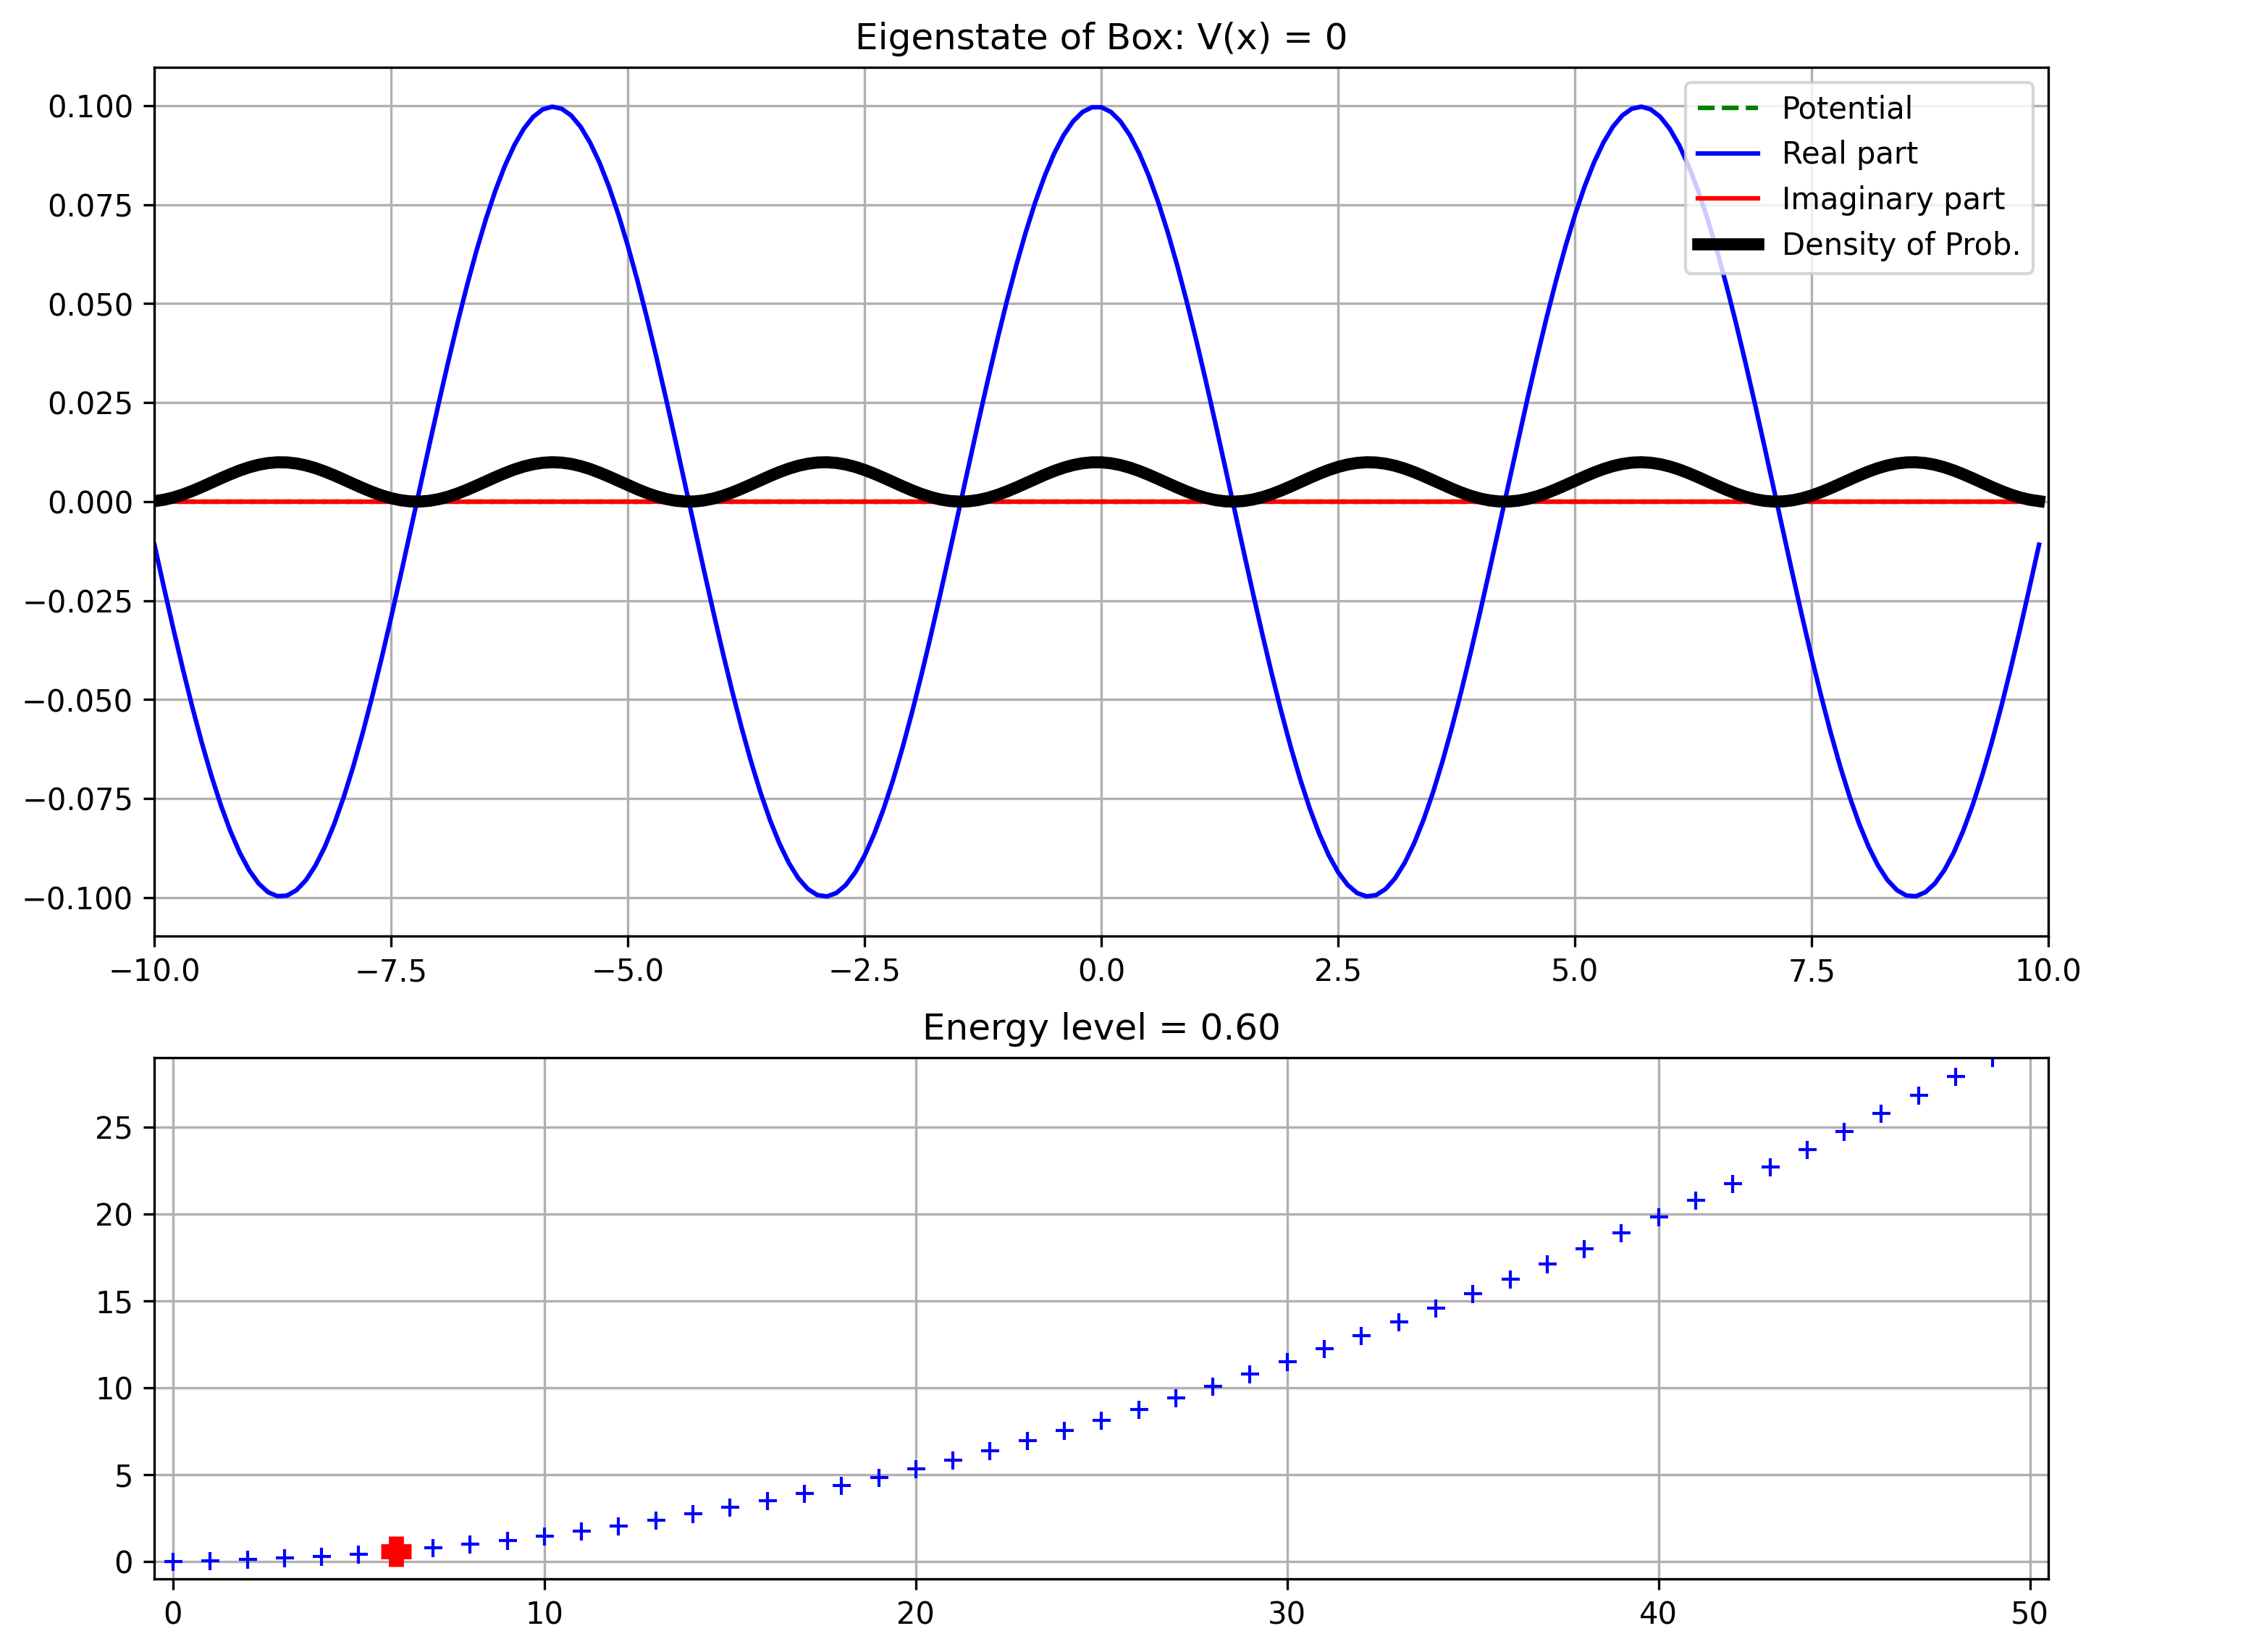 Eigenstate of Box: V(x) = 0
0.100
0.075
0.050
0.025
0.000
−0.025
−0.050
−0.075
−0.100
Potential
Real part
Imaginary part
Density of Prob.
−10.0 −7.5 −5.0 −2.5 0.0 2.5 5.0 7.5 10.0
Energy level = 0.60
25
20
15
10
5
0
0 10 20 30 40 50